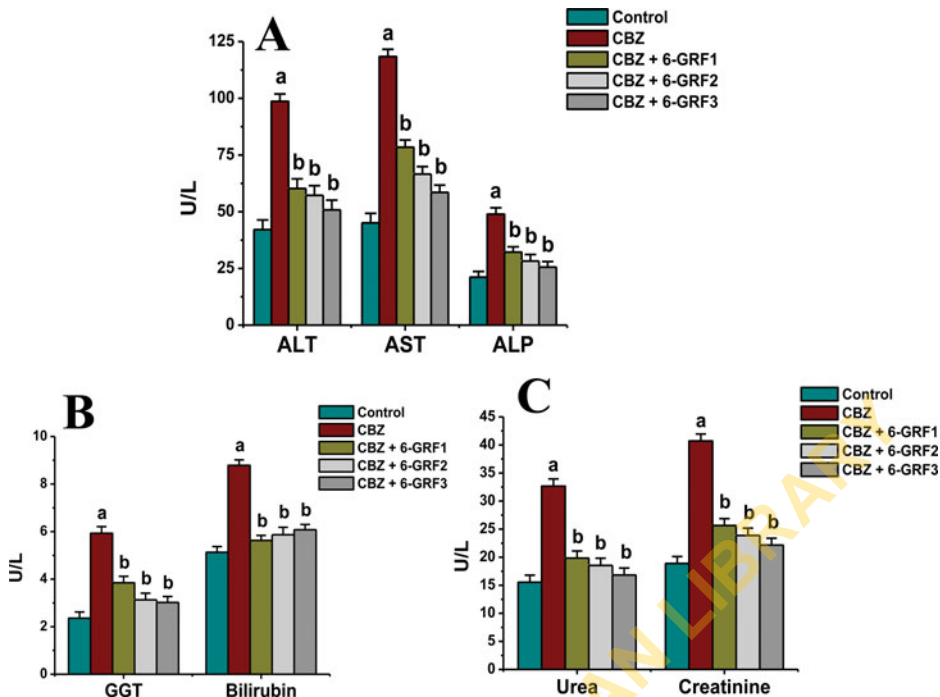 A
Control
CBZ
CBZ + 6-GRF1
CBZ + 6-GRF2
CBZ + 6-GRF3
125
100
75
50
25
0
U/L
a
b b b
a
b
b
b
a
b b b
ALT AST ALP
B
Control
CBZ
CBZ + 6-GRF1
CBZ + 6-GRF2
CBZ + 6-GRF3
10
8
6
4
2
0
U/L
a
b
b b
a
b b b
GGT Bilirubin
C
Control
CBZ
CBZ + 6-GRF1
CBZ + 6-GRF2
CBZ + 6-GRF3
45
40
35
30
25
20
15
10
5
0
U/L
a
b b b
a
b b b
Urea Creatinine
AN LIBRARY